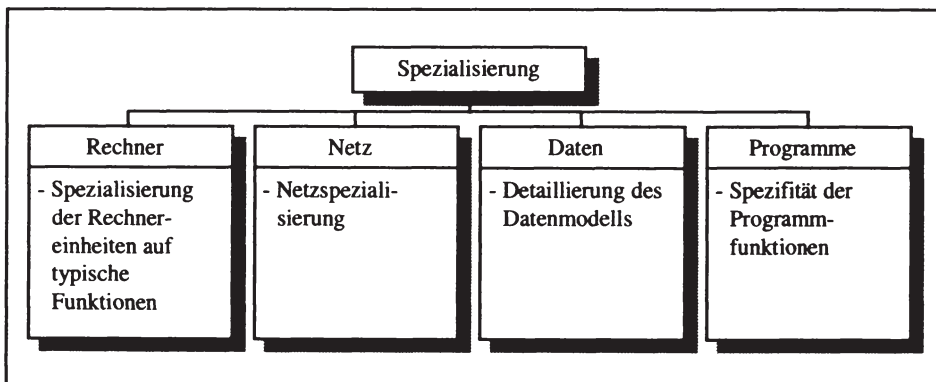 Spezialisierung
Rechner
- Spezialisierung
der Rechner-
einheiten auf
typische
Funktionen
Netz
- Netzspeziali-
sierung
Daten
- Detaillierung des
Datenmodells
Programme
- Spezifität der
Programm-
funktionen